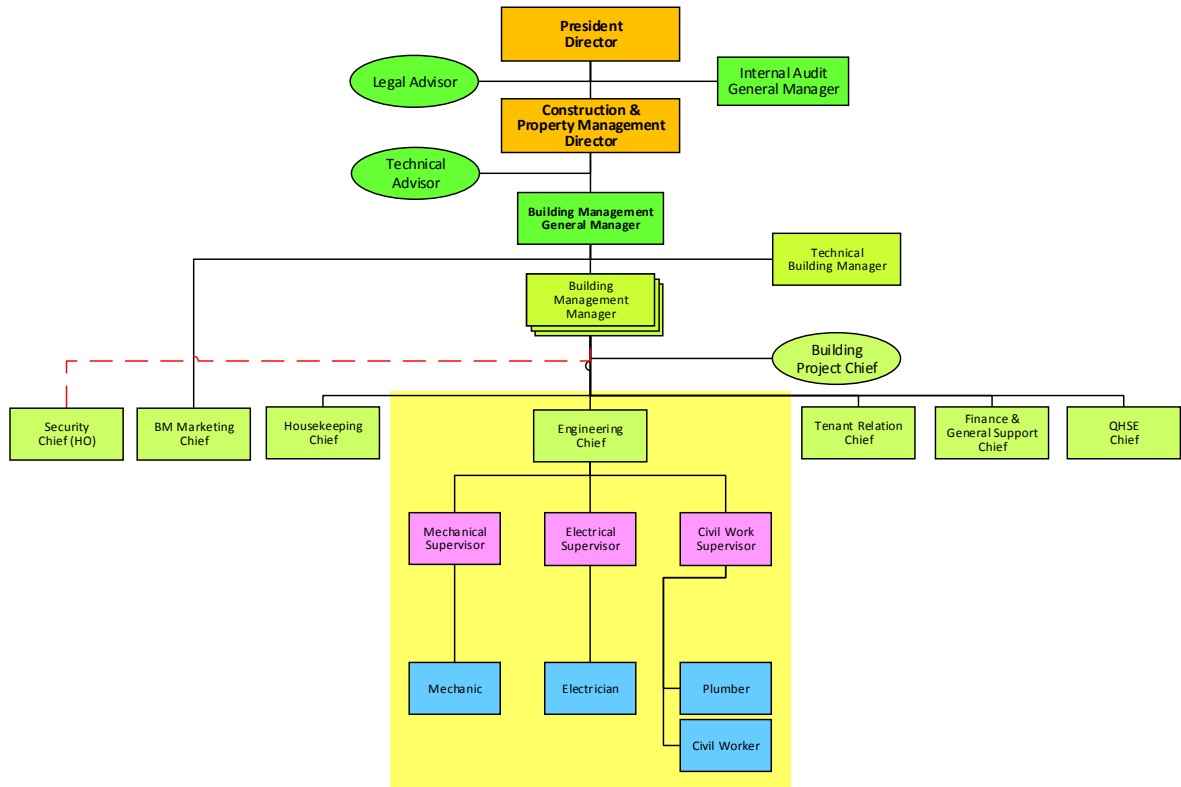 President
Director
Legal Advisor
Internal Audit
General Manager
Construction &
Property Management
Director
Technical
Advisor
Building Management
General Manager
Technical
Building Manager
Building
Management
Manager
Building
Project Chief
Security
Chief (HO)
BM Marketing
Chief
Housekeeping
Chief
Engineering
Chief
Tenant Relation
Chief
Finance &
General Support
Chief
QHSE
Chief
Mechanical
Supervisor
Electrical
Supervisor
Civil Work
Supervisor
Mechanic
Electrician
Plumber
Civil Worker